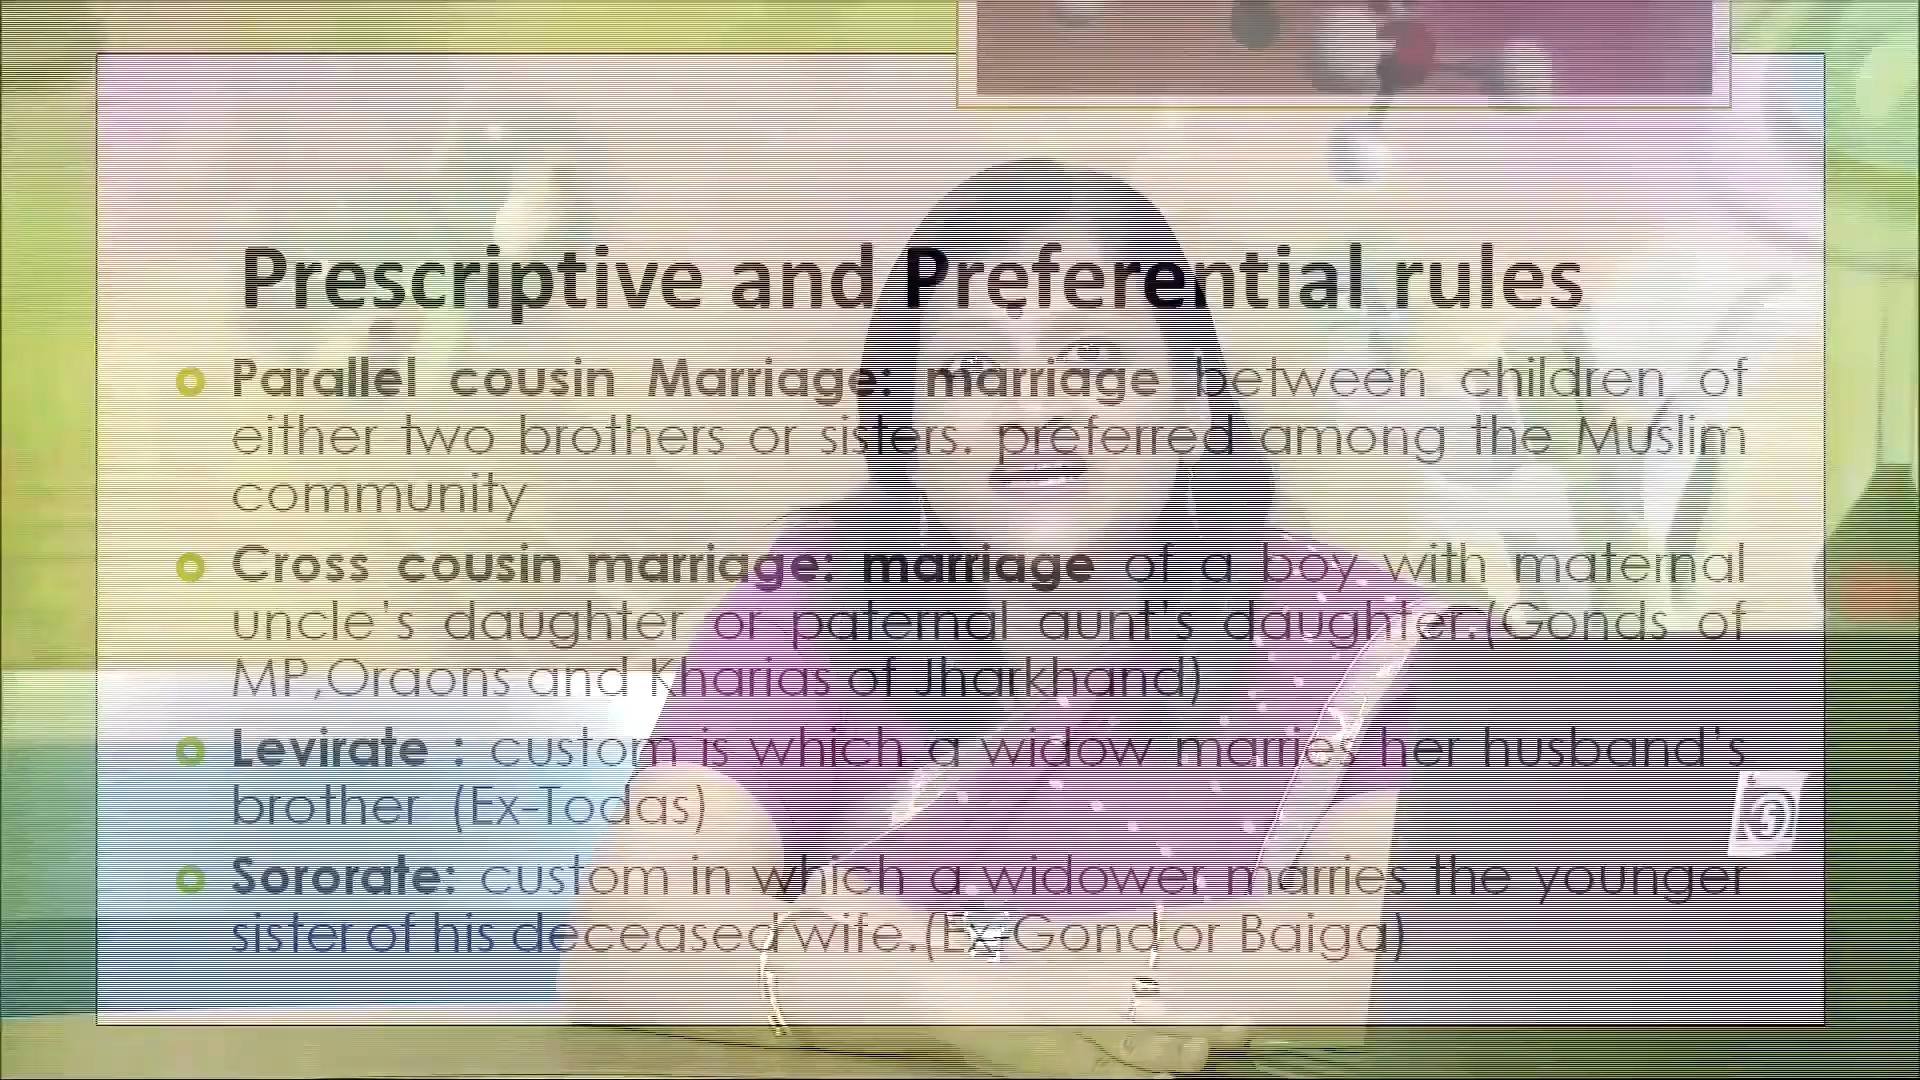 Prescriptive and Preferential rules
Parallel cousin Marriage: marriage between children of
either two brothers or sisters. preferred among the Muslim
community
Cross cousin marriage: marriage of a boy with maternal
uncle's daughter or paternal aunt's daughter.(Gonds of
MP,Oraons and Kharias of Jharkhand)
Levirate : custom is which a widow marries her husband's
brother (Ex-Todas)
Sororate: custom in which a widower marries the younger
sister of his deceased wife.(Ex-Gond or Baiga)